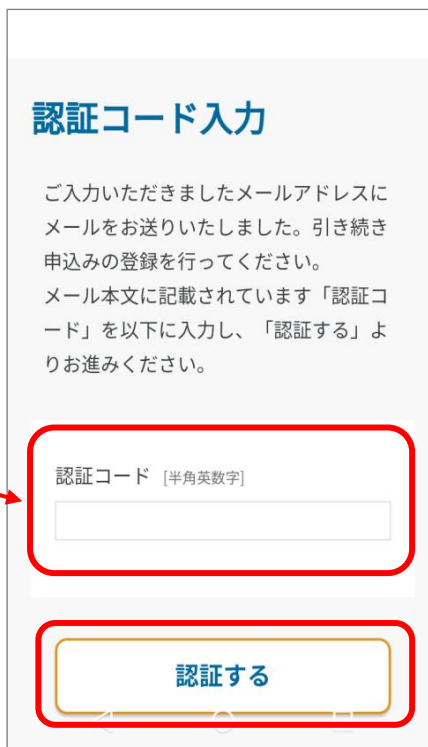 認証コード入力
ご入力いただきましたメールアドレスに
メールをお送りいたしました。引き続き
申込みの登録を行ってください。
メール本文に記載されています「認証コ
ード」を以下に入力し、「認証する」よ
りお進みください。
認証コード [半角英数字]
認証する